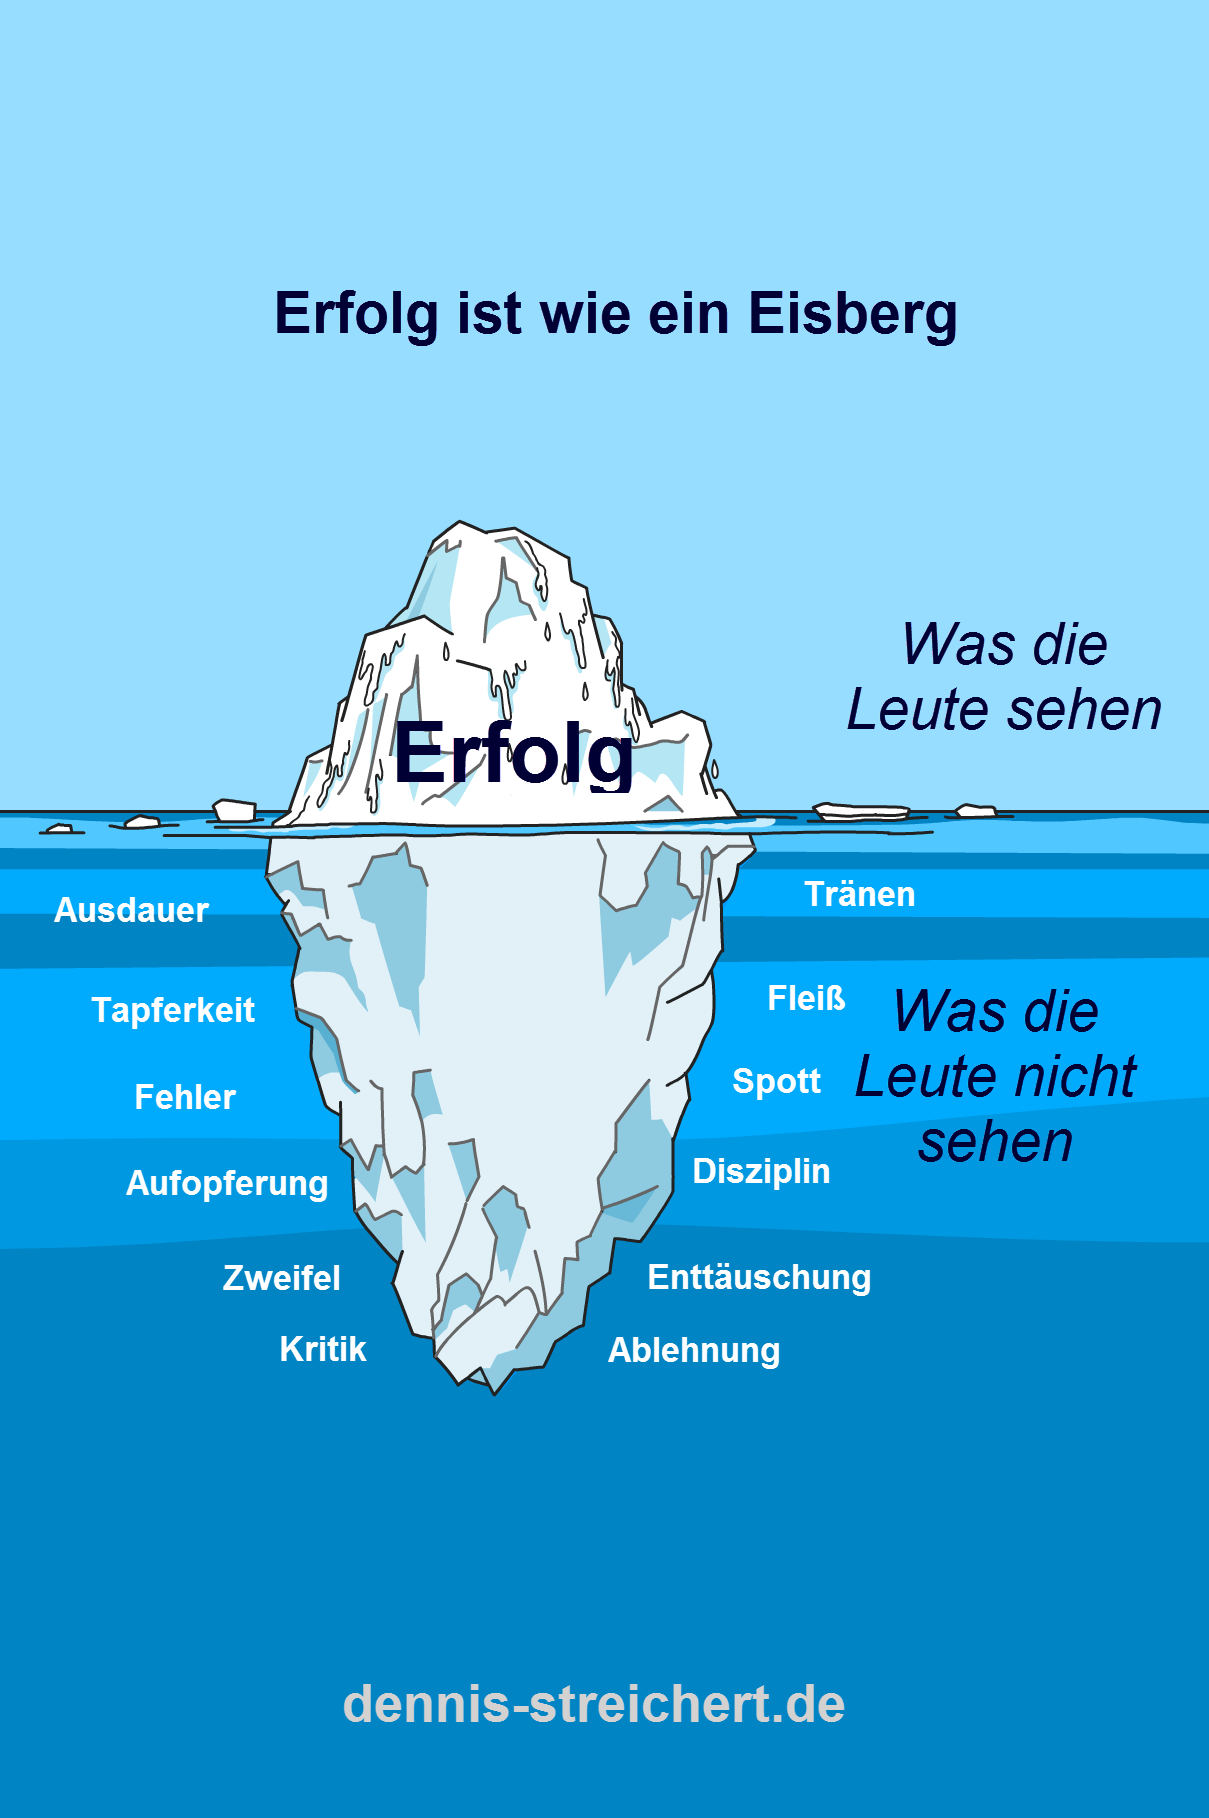 Erfolg ist wie ein Eisberg
Was die
Leute sehen
Erfolg
Ausdauer
Tapferkeit
Fehler
Aufopferung
Zweifel
Kritik
Tränen
Fleiß
Spott
Disziplin
Enttäuschung
Ablehnung
Was die
Leute nicht
sehen
dennis-streichert.de